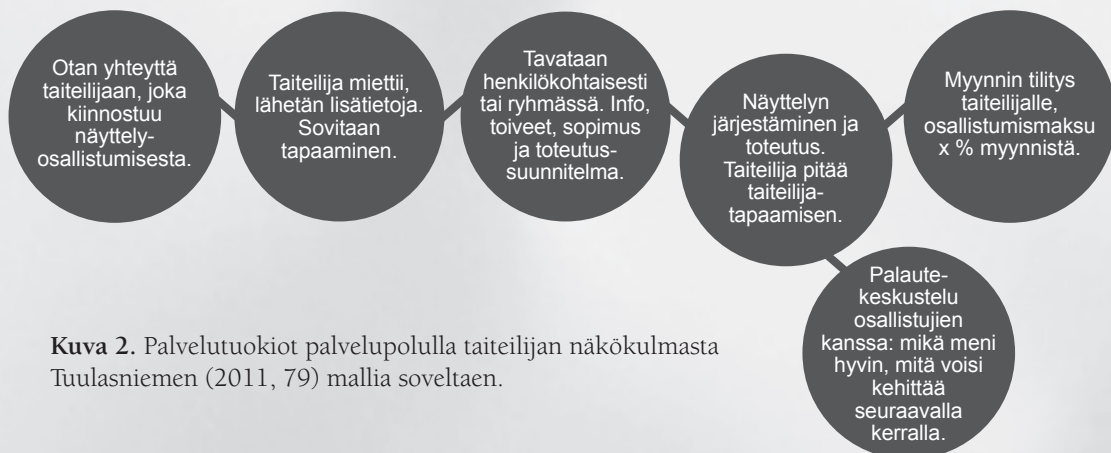 Otan yhteyttä
taiteilijaan, joka
kiinnostuu
näyttely-
osallistumisesta.
Taiteilija miettii,
lähetän lisätietoja.
Sovitaan
tapaaminen.
Tavataan
henkilökohtaisesti
tai ryhmässä. Info,
toiveet, sopimus
ja toteutus-
suunnitelma.
Näyttelyn
järjestäminen ja
toteutus.
Taiteilija pitää
taiteilija-
tapaamisen.
Myynnin tilitys
taiteilijalle,
osallistumismaksu
x % myynnistä.
Palaute-
keskustelu
osallistujien
kanssa: mikä meni
hyvin, mitä voisi
kehittää
seuraavalla
kerralla.
Kuva 2. Palvelutuokiot palvelupolulla taiteilijan näkökulmasta
Tuulasniemen (2011, 79) mallia soveltaen.